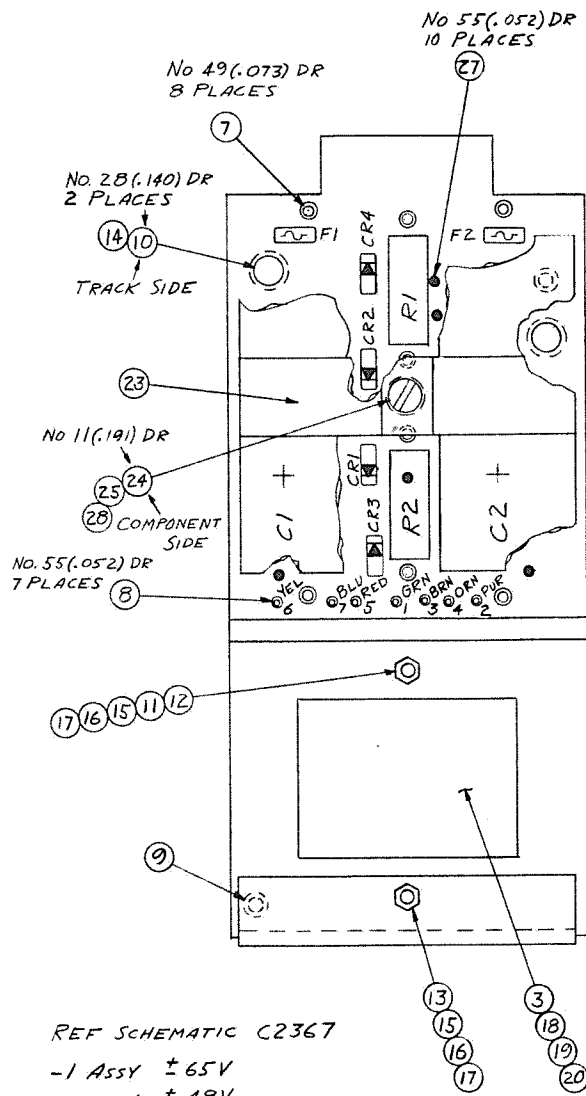 No 55(.052) DR
10 PLACES
27
No 49(.073) DR
8 PLACES
7
No. 28(.140) DR
2 PLACES
14 10
TRACK SIDE
F1
CR4
F2
R1
CR2
23
No 11(.191) DR
24
25
28
COMPONENT
SIDE
+
C1
CR1
CR3
R2
+
C2
No. 55(.052) DR
7 PLACES
8
YEL BLU RED GRN BRN ORN PUR
6 7 5 1 3 4 2
17 16 15 11 12
9
13
15
16
17
3
18
19
20
REF SCHEMATIC C2367
-1 ASSY ± 65V
± 48V